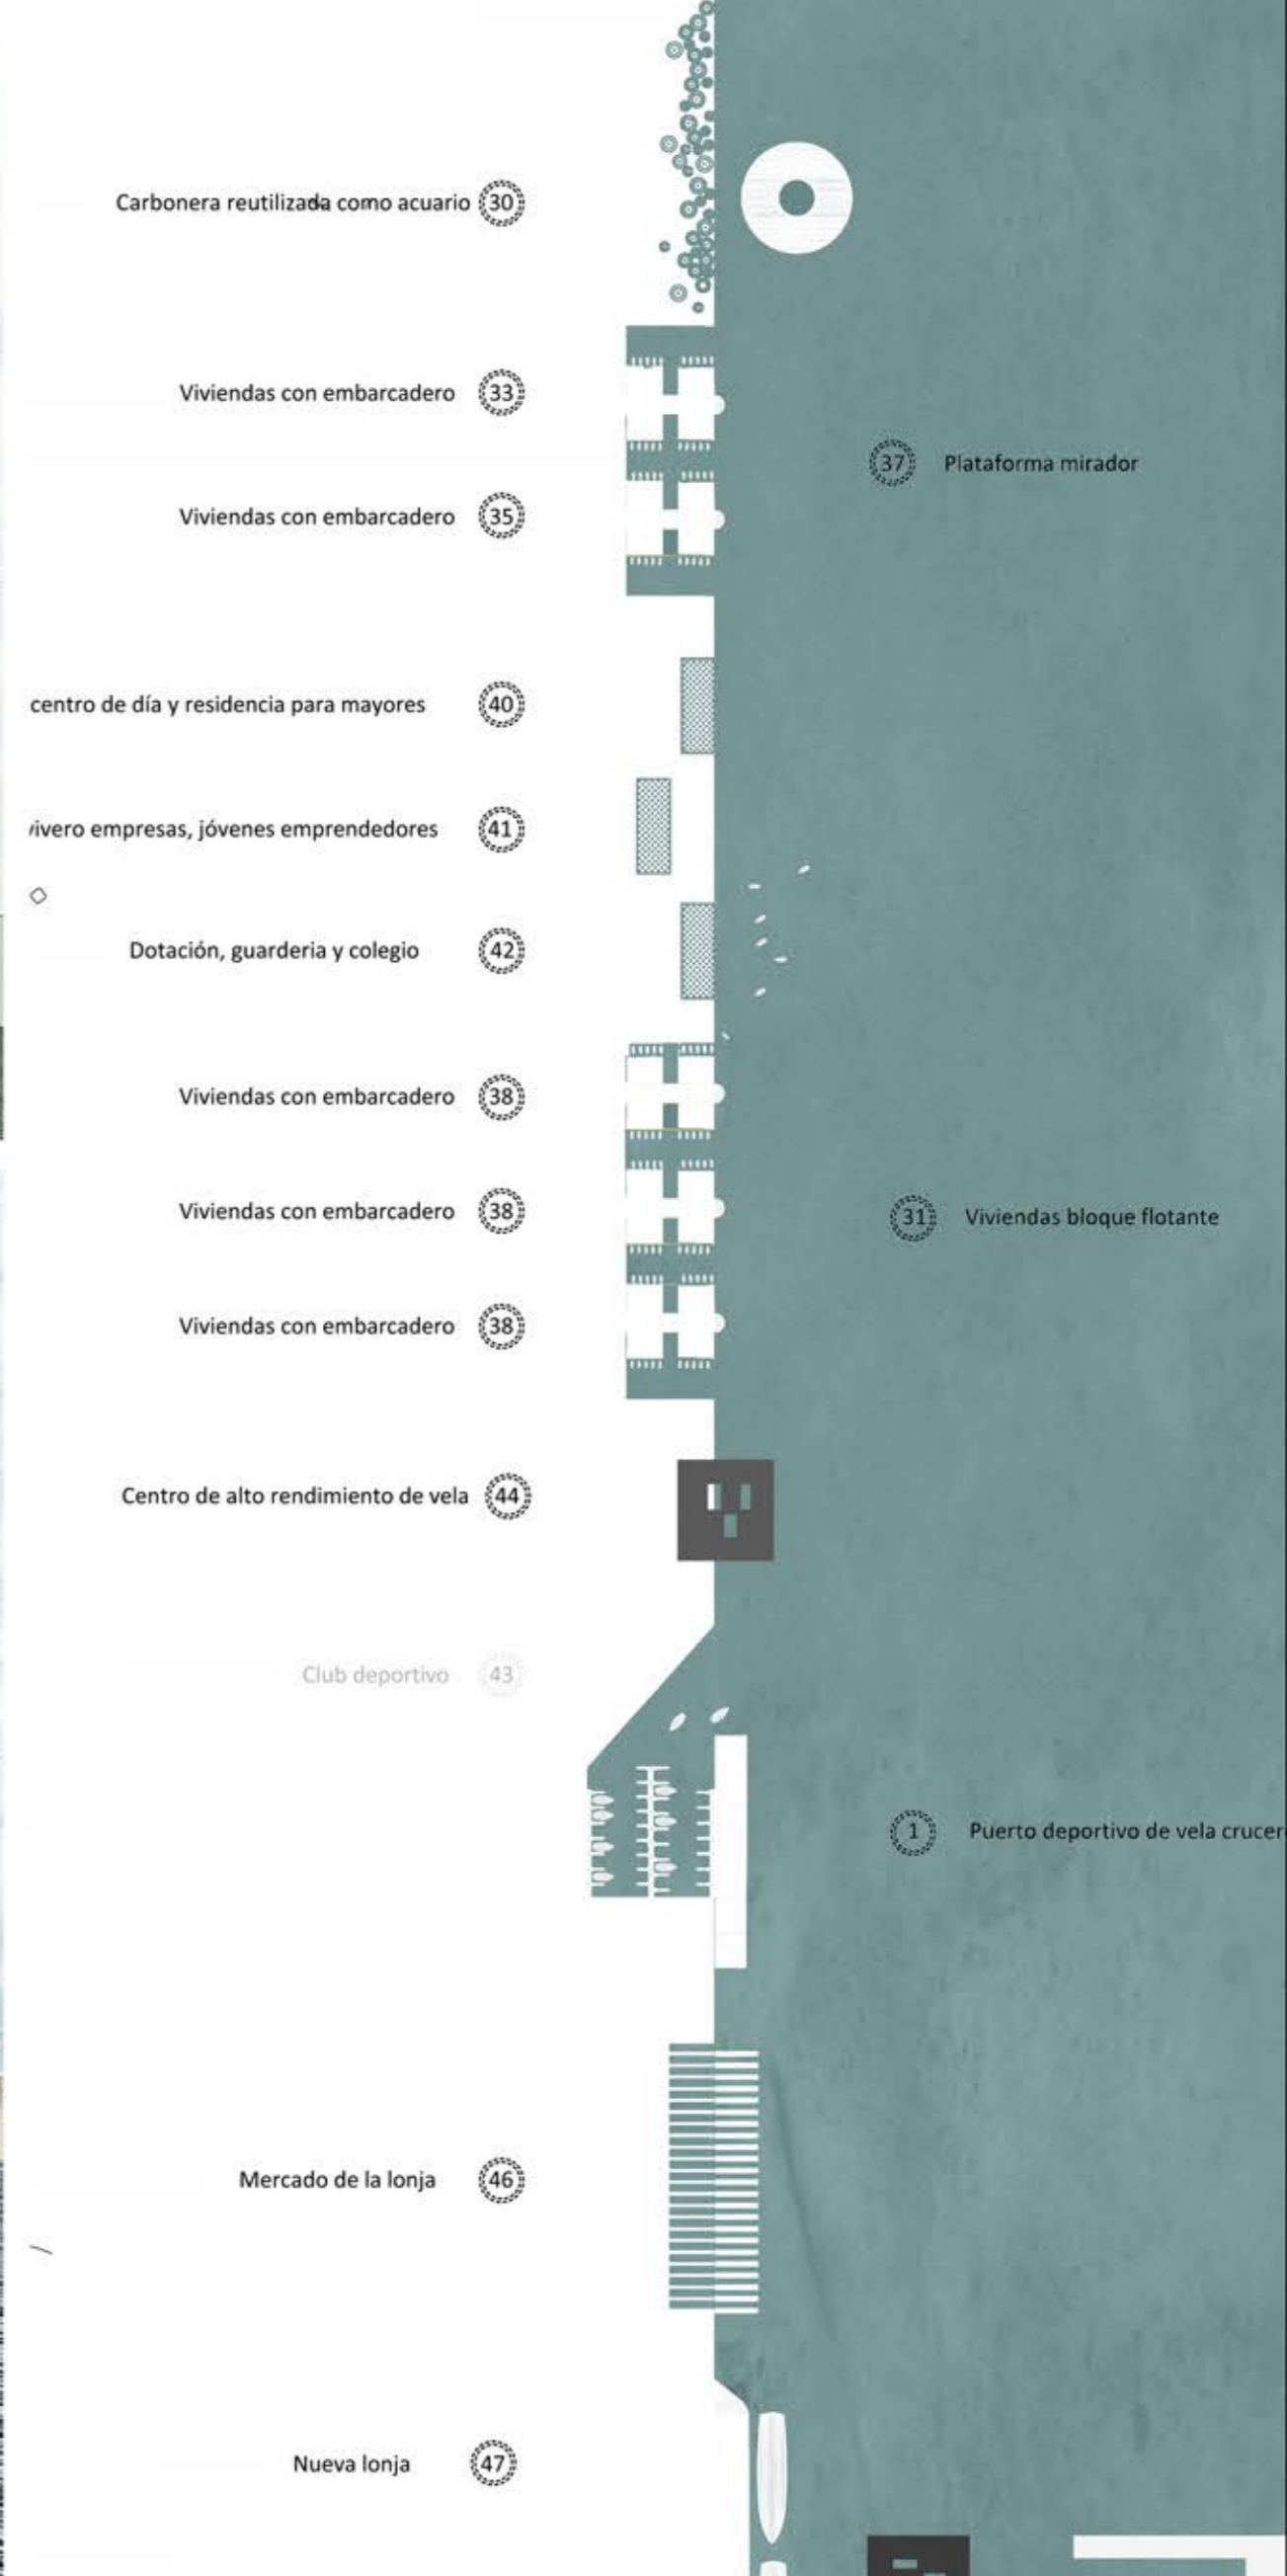 Carbonera reutilizada como acuario 30
Viviendas con embarcadero 33
37 Plataforma mirador
Viviendas con embarcadero 35
centro de día y residencia para mayores 40
vivero empresas, jóvenes emprendedores 41
Dotación, guarderia y colegio 42
Viviendas con embarcadero 38
Viviendas con embarcadero 38
31 Viviendas bloque flotante
Viviendas con embarcadero 38
Centro de alto rendimiento de vela 44
Club deportivo 43
1 Puerto deportivo de vela crucer
Mercado de la lonja 46
Nueva lonja 47